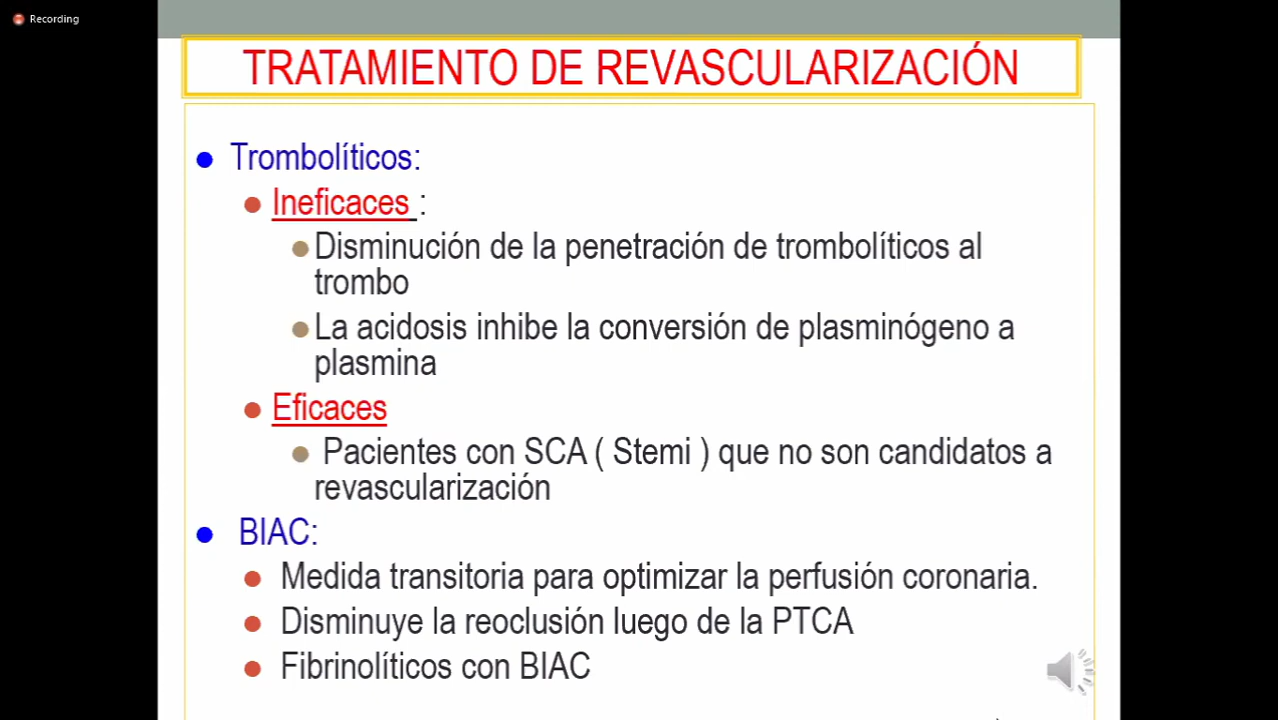 Recording
TRATAMIENTO DE REVASCULARIZACIÓN
Trombolíticos:
Ineficaces :
Disminución de la penetración de trombolíticos al
trombo
La acidosis inhibe la conversión de plasminógeno a
plasmina
Eficaces
Pacientes con SCA ( Stemi ) que no son candidatos a
revascularización
BIAC:
Medida transitoria para optimizar la perfusión coronaria.
Disminuye la reoclusión luego de la PTCA
Fibrinolíticos con BIAC